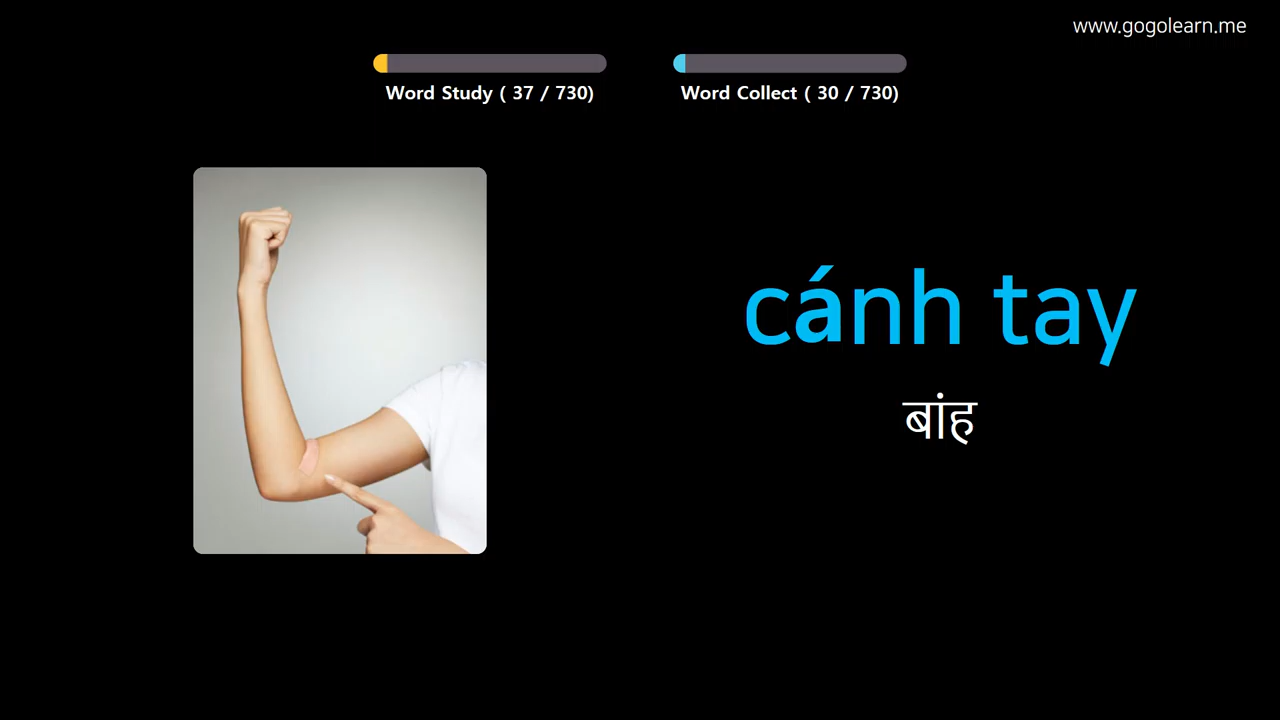 www.gogolearn.me
Word Study ( 37 / 730)
Word Collect ( 30 / 730)
cánh tay
बांह